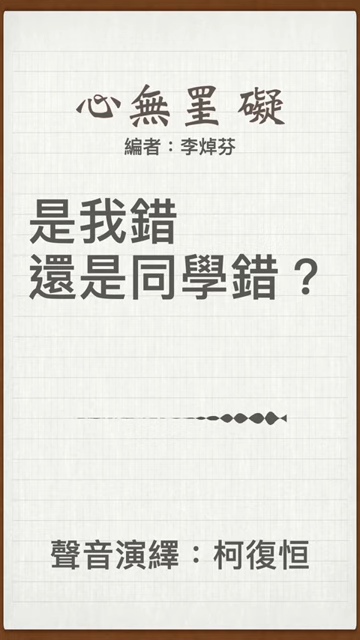 心無罣礙
編者：李焯芬
是我錯
還是同學錯？
聲音演繹：柯復恒